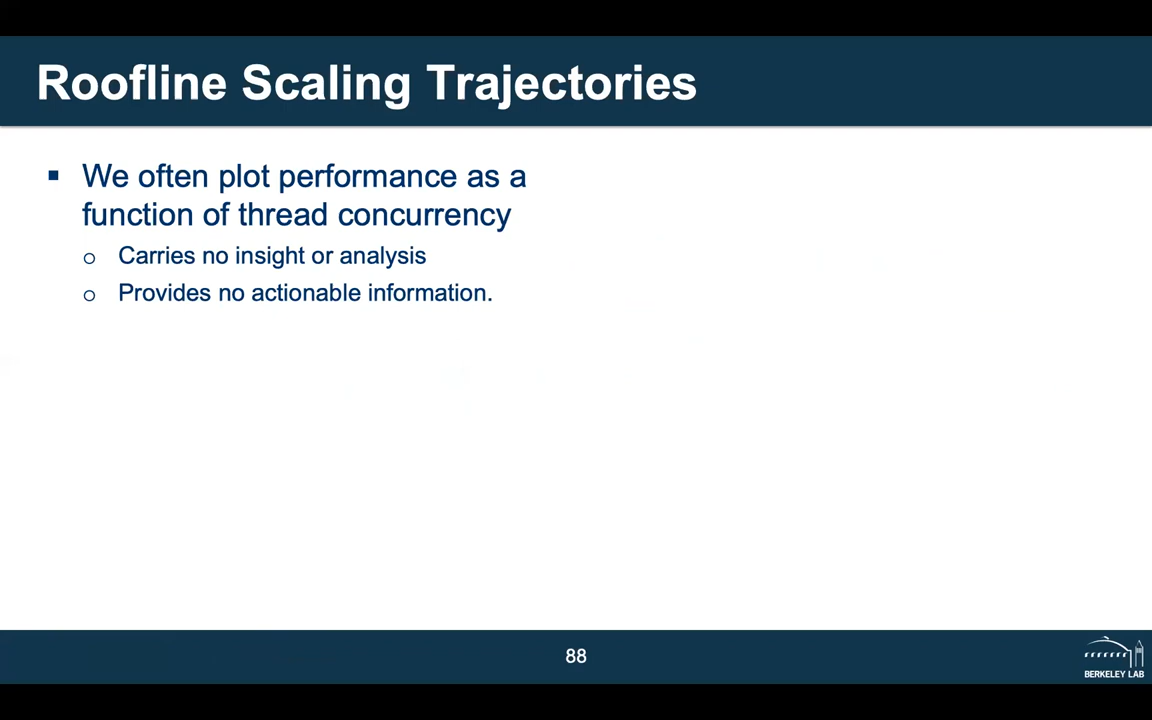 Roofline Scaling Trajectories
▪ We often plot performance as a
function of thread concurrency
o Carries no insight or analysis
o Provides no actionable information.
88
BERKELEY LAB